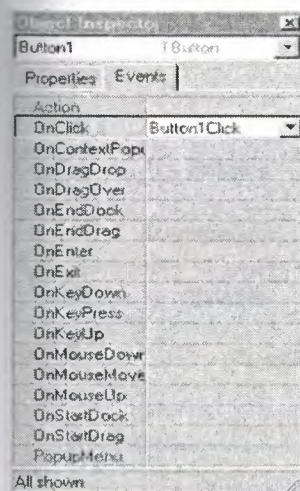 Object Inspector
Button1 TButton
Properties Events
Action
OnClick Button1Click
OnContextPopu
OnDragDrop
OnDragOver
OnEndDock
OnEndDrag
OnEnter
OnExit
OnKeyDown
OnKeyPress
OnKeyUp
OnMouseDown
OnMouseMove
OnMouseUp
OnStartDock
OnStartDrag
PopupMenu
All shown